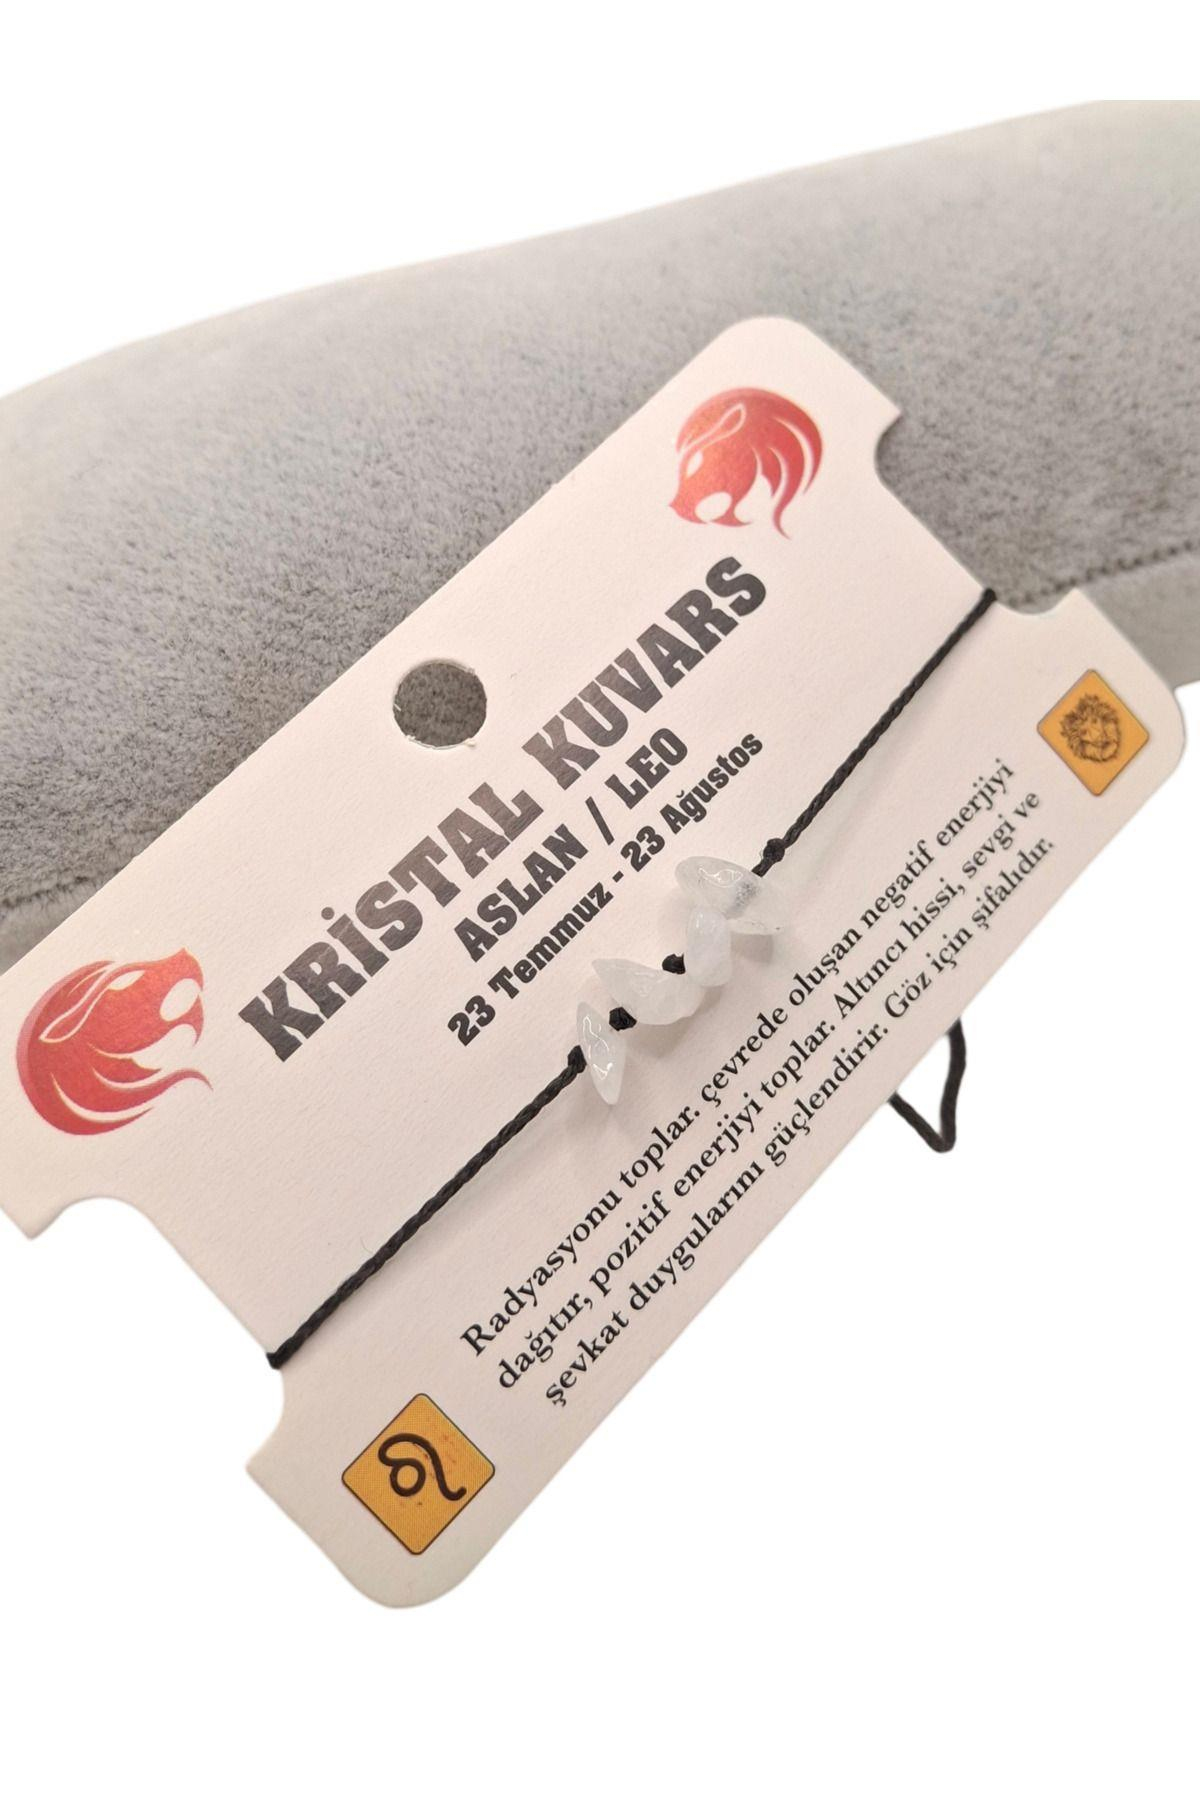 KRİSTAL KUVARS
ASLAN / LEO
23 Temmuz - 23 Ağustos
Radyasyonu toplar. çevrede oluşan negatif enerjiyi
dağıtır, pozitif enerjiyi toplar. Altıncı hissi, sevgi ve
şevkat duygularını güçlendirir. Göz için şifalıdır.